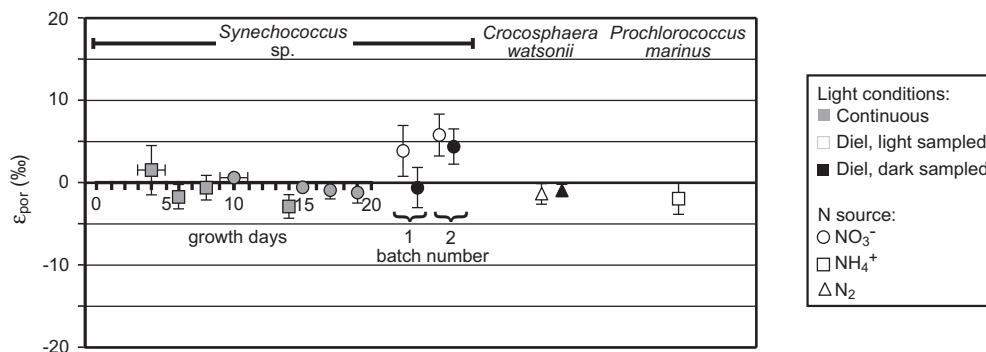 20
10
0
-10
-20
εpor (‰)
Synechococcus
sp.
Crocosphaera
watsonii
Prochlorococcus
marinus
0 5 10 15 20
growth days
1 2
batch number
Light conditions:
Continuous
Diel, light sampled
Diel, dark sampled
N source:
NO₃⁻
NH₄⁺
N₂